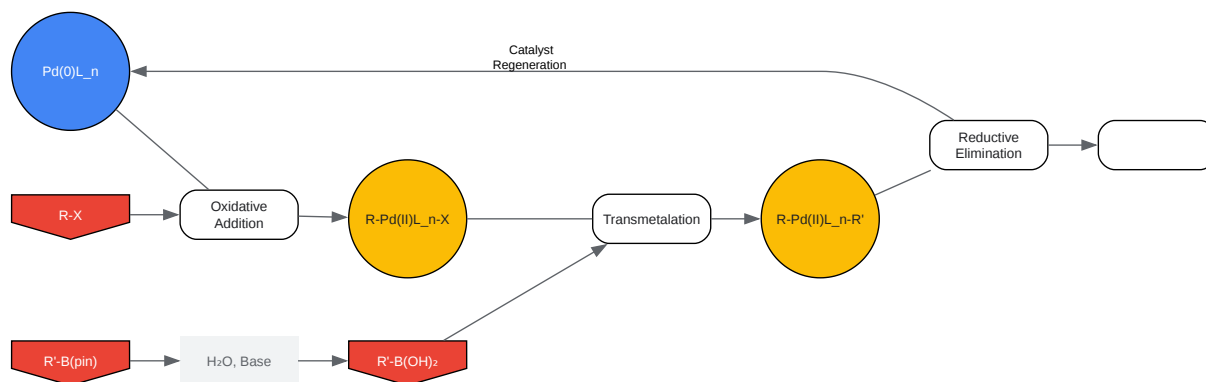 Catalyst
Regeneration
Pd(0)L_n
Reductive
Elimination
R-X
Oxidative
Addition
R-Pd(II)L_n-X
Transmetalation
R-Pd(II)L_n-R'
R'-B(pin)
H₂O, Base
R'-B(OH)₂